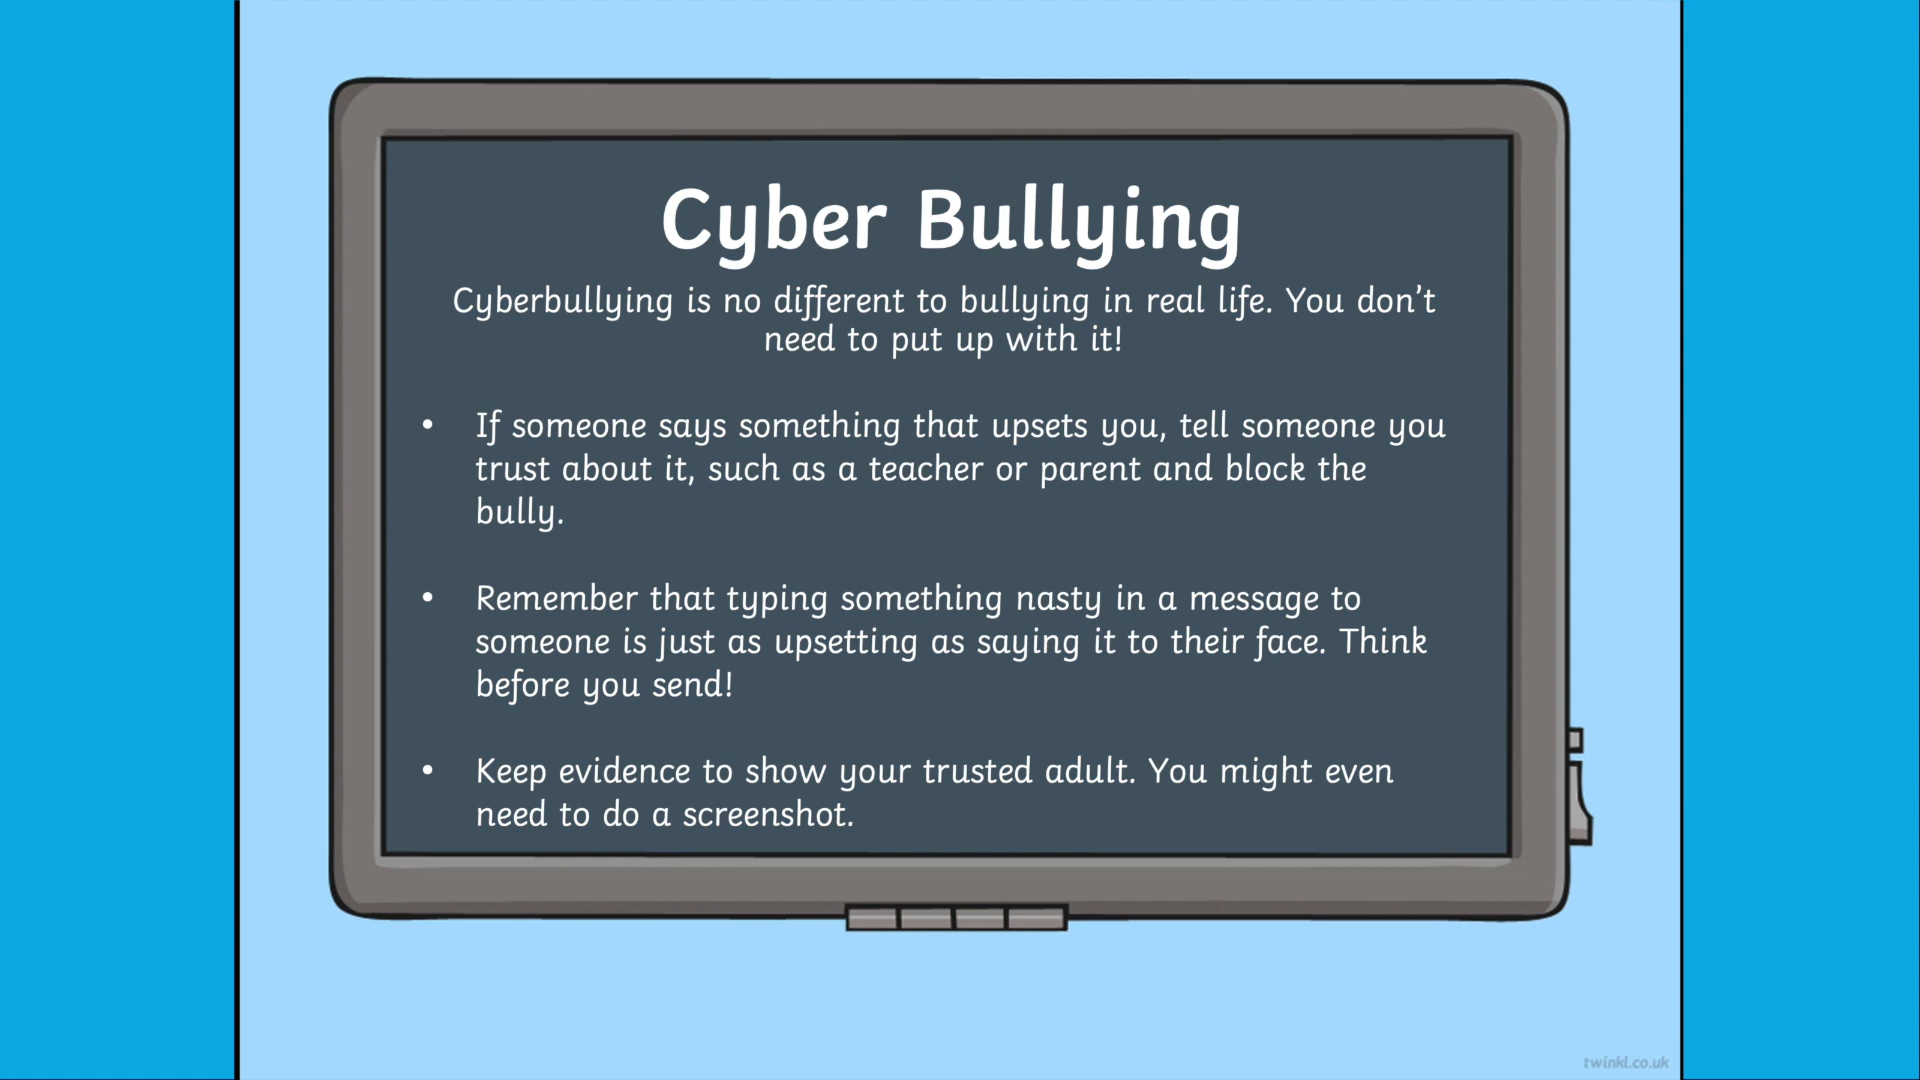 Cyber Bullying
Cyberbullying is no different to bullying in real life. You don’t
need to put up with it!
• If someone says something that upsets you, tell someone you
trust about it, such as a teacher or parent and block the
bully.
• Remember that typing something nasty in a message to
someone is just as upsetting as saying it to their face. Think
before you send!
• Keep evidence to show your trusted adult. You might even
need to do a screenshot.
twinkl.co.uk